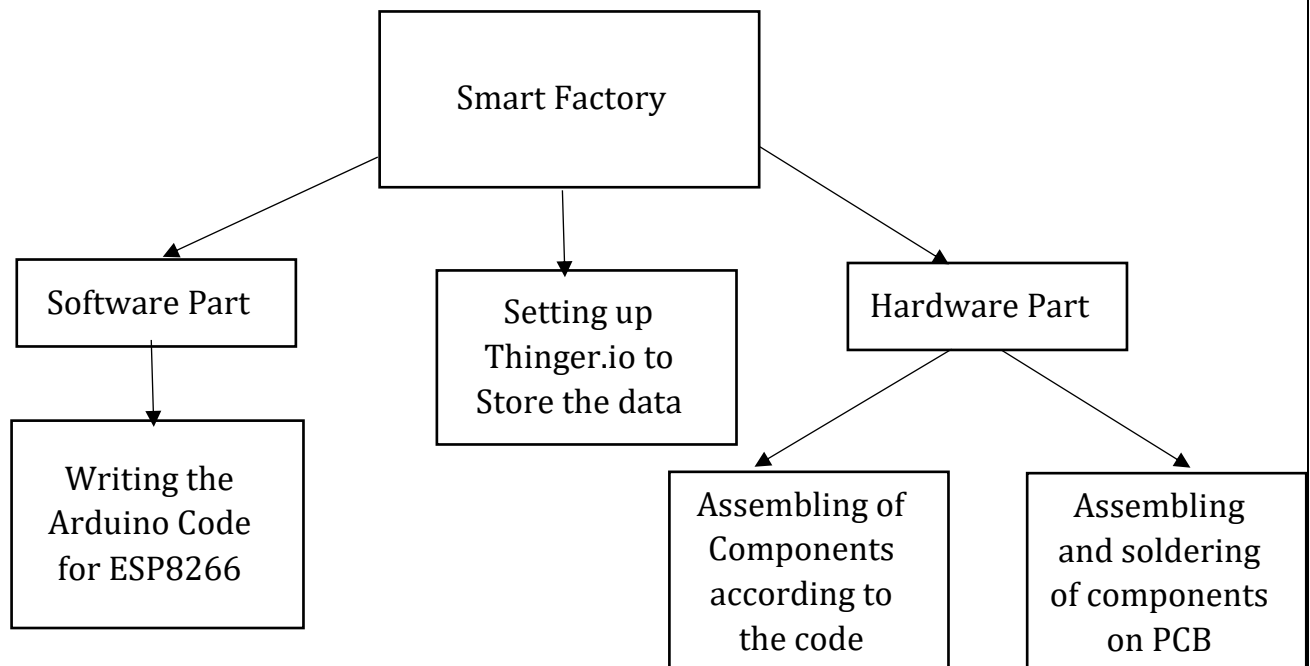 Smart Factory
Software Part
Setting up
Thinger.io to
Store the data
Hardware Part
Writing the
Arduino Code
for ESP8266
Assembling of
Components
according to
the code
Assembling
and soldering
of components
on PCB